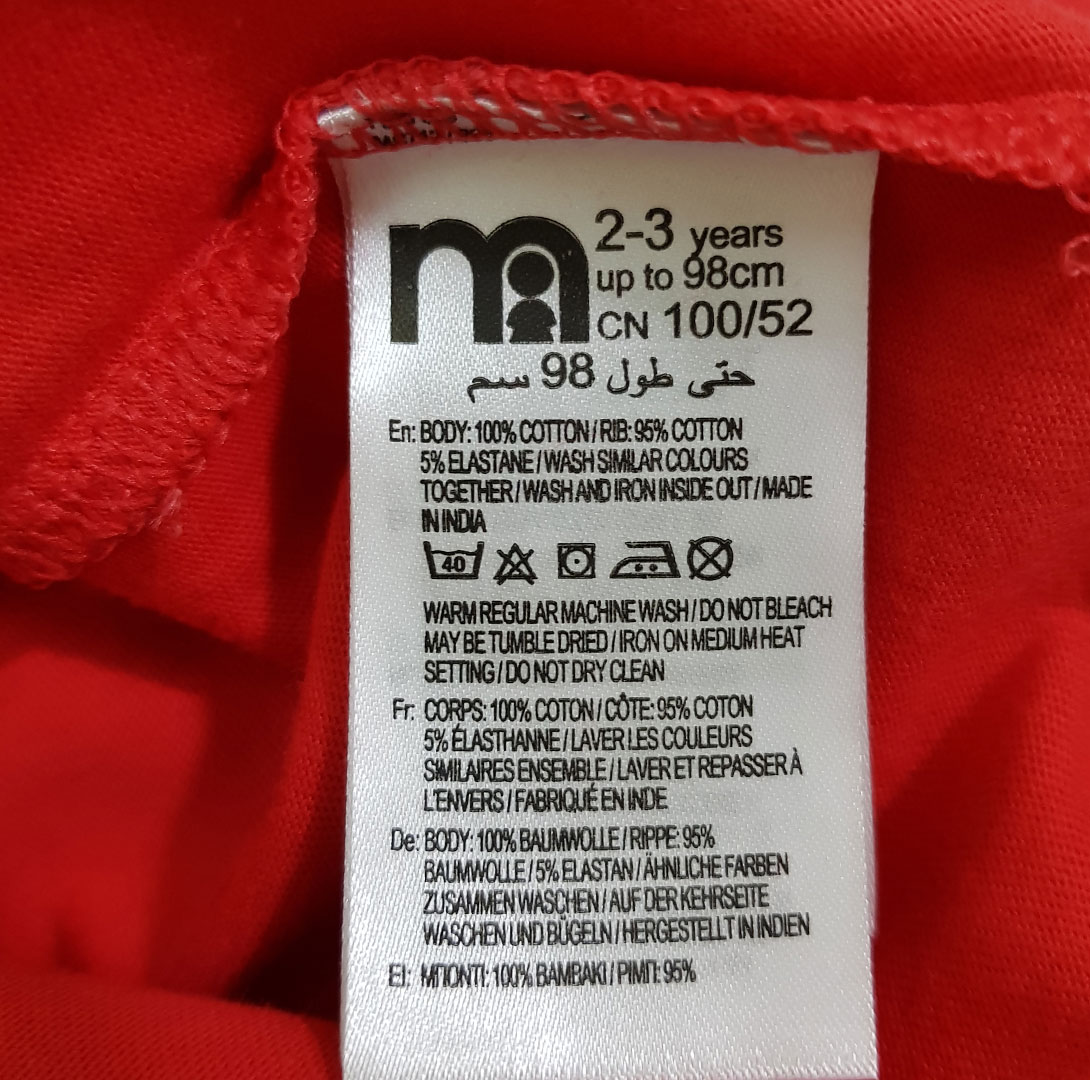 2-3 years
up to 98cm
CN 100/52
حتى طول 98 سم
En: BODY: 100% COTTON / RIB: 95% COTTON
5% ELASTANE / WASH SIMILAR COLOURS
TOGETHER / WASH AND IRON INSIDE OUT / MADE
IN INDIA
40
WARM REGULAR MACHINE WASH / DO NOT BLEACH
MAY BE TUMBLE DRIED / IRON ON MEDIUM HEAT
SETTING / DO NOT DRY CLEAN
Fr: CORPS: 100% COTON / CÔTE: 95% COTON
5% ÉLASTHANNE / LAVER LES COULEURS
SIMILAIRES ENSEMBLE / LAVER ET REPASSER À
L'ENVERS / FABRIQUÉ EN INDE
De: BODY: 100% BAUMWOLLE / RIPPE: 95%
BAUMWOLLE / 5% ELASTAN / ÄHNLICHE FARBEN
ZUSAMMEN WASCHEN / AUF DER KEHRSEITE
WASCHEN UND BÜGELN / HERGESTELLT IN INDIEN
El: ΜΠΟΝΤΙ: 100% ΒΑΜΒΑΚΙ / ΡΙΜΠ: 95%